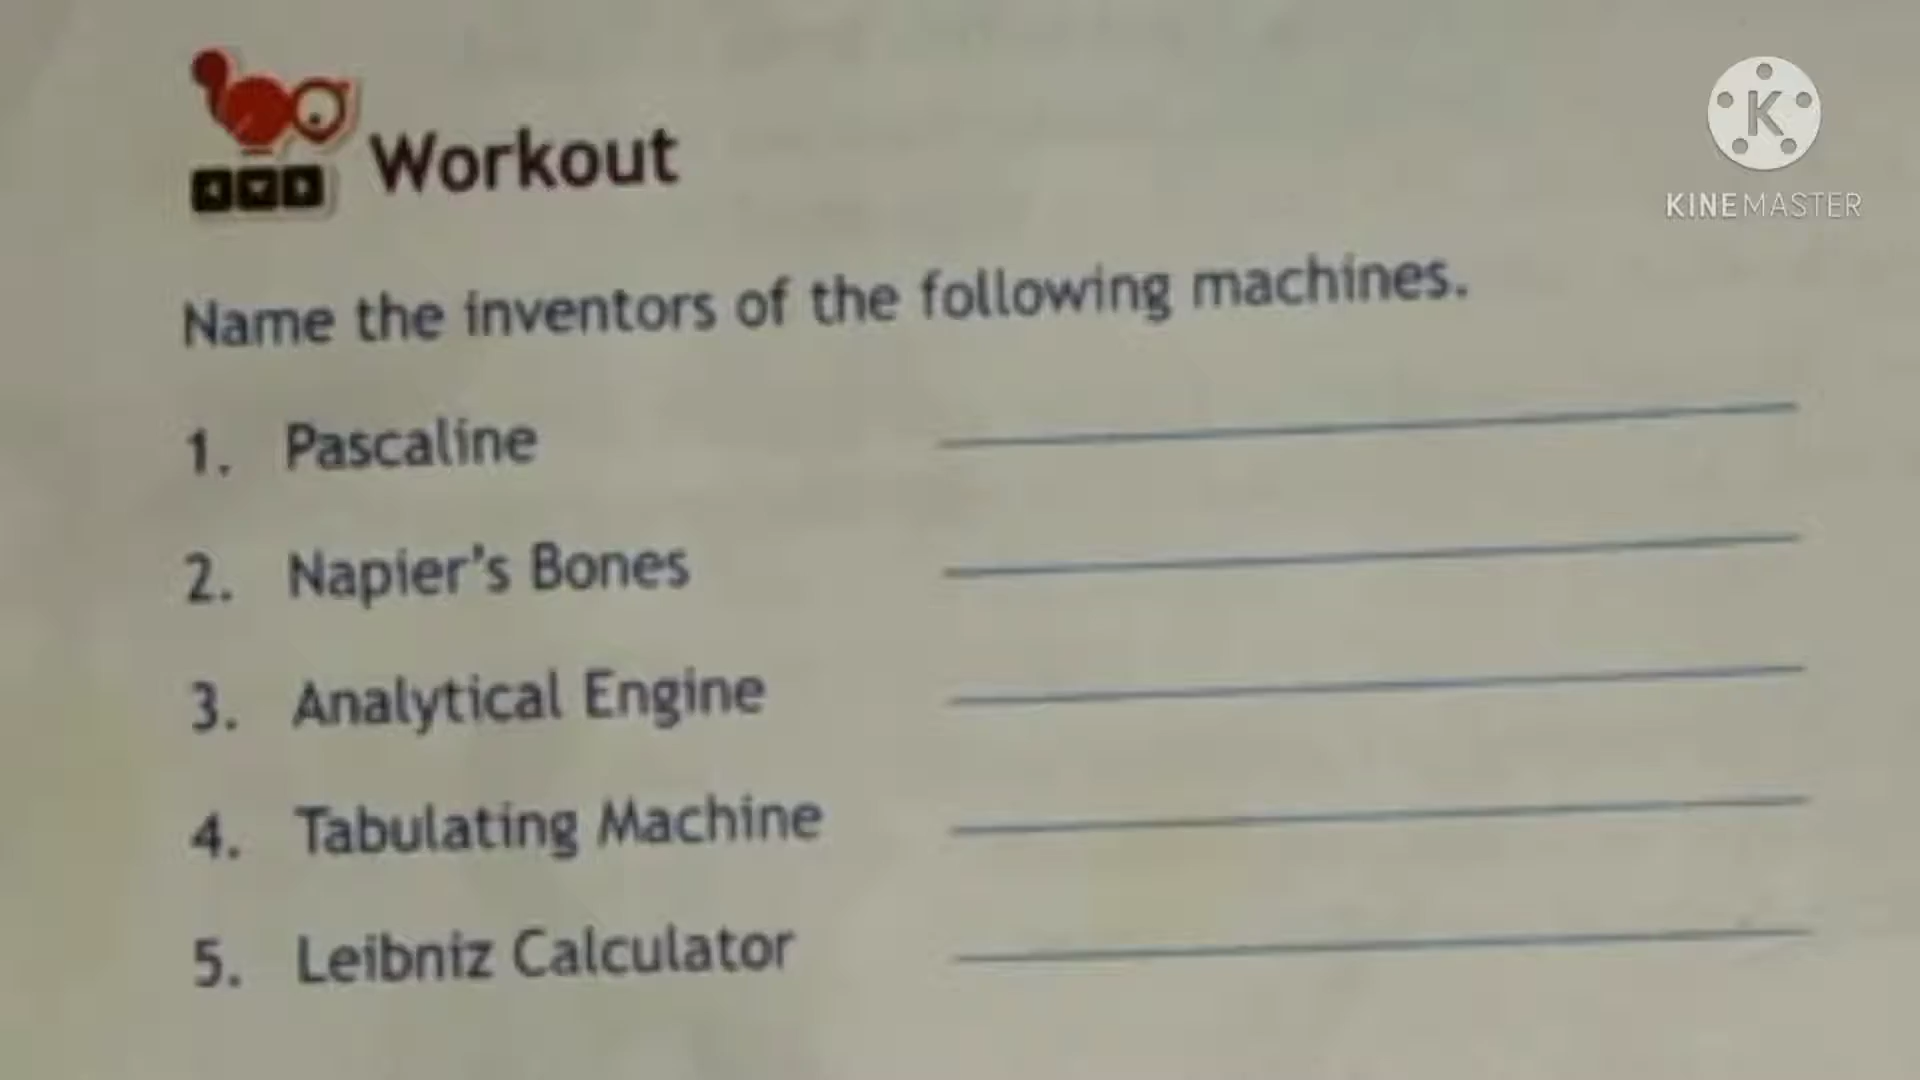 Workout
K
KINEMASTER
Name the inventors of the following machines.
1. Pascaline
2. Napier's Bones
3. Analytical Engine
4. Tabulating Machine
5. Leibniz Calculator